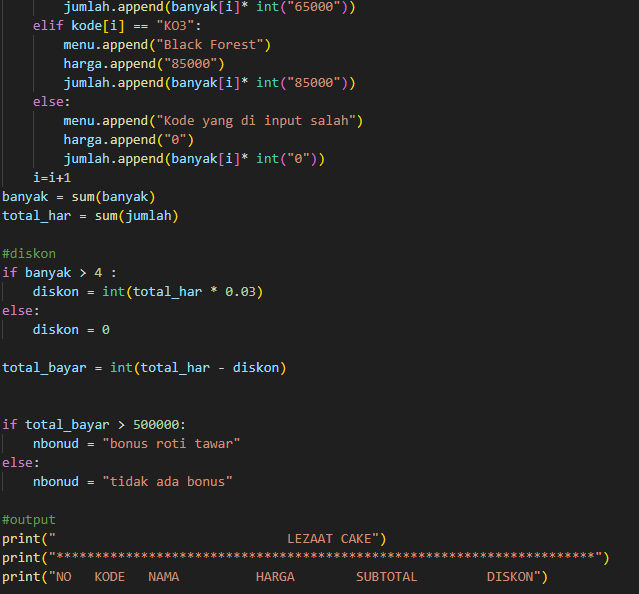 jumlah.append(banyak[i]* int("65000"))
elif kode[i] == "KO3":
menu.append("Black Forest")
harga.append("85000")
jumlah.append(banyak[i]* int("85000"))
else:
menu.append("Kode yang di input salah")
harga.append("0")
jumlah.append(banyak[i]* int("0"))
i=i+1
banyak = sum(banyak)
total_har = sum(jumlah)
#diskon
if banyak > 4 :
diskon = int(total_har * 0.03)
else:
diskon = 0
total_bayar = int(total_har - diskon)
if total_bayar > 500000:
nbonud = "bonus roti tawar"
else:
nbonud = "tidak ada bonus"
#output
print("                              LEZAAT CAKE")
print("**********************************************************************")
print("NO   KODE   NAMA          HARGA        SUBTOTAL         DISKON")